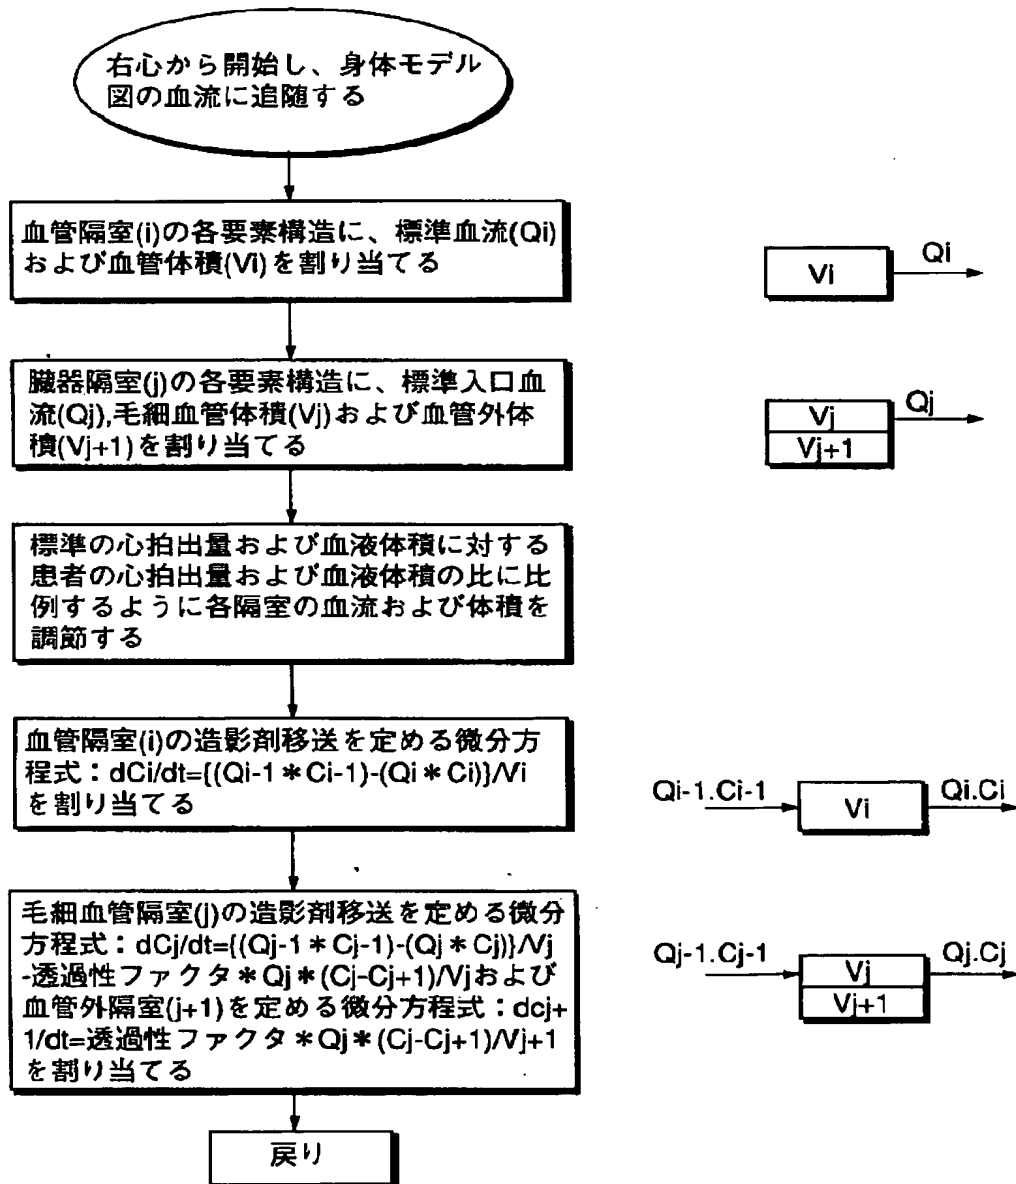 右心から開始し、身体モデル
図の血流に追随する
血管隔室(i)の各要素構造に、標準血流(Qi)
および血管体積(Vi)を割り当てる
Vi
Qi
臓器隔室(j)の各要素構造に、標準入口血
流(Qj),毛細血管体積(Vj)および血管外体
積(Vj+1)を割り当てる
Vj
Vj+1
Qj
標準の心拍出量および血液体積に対する
患者の心拍出量および血液体積の比に比
例するように各隔室の血流および体積を
調節する
血管隔室(i)の造影剤移送を定める微分方
程式：dCi/dt={(Qi-1＊Ci-1)-(Qi＊Ci)}/Vi
を割り当てる
Qi-1.Ci-1
Vi
Qi.Ci
毛細血管隔室(j)の造影剤移送を定める微分
方程式：dCj/dt={(Qj-1＊Cj-1)-(Qj＊Cj)}/Vj
-透過性ファクタ＊Qj＊(Cj-Cj+1)/Vjおよび
血管外隔室(j+1)を定める微分方程式：dcj+
1/dt=透過性ファクタ＊Qj＊(Cj-Cj+1)/Vj+1
を割り当てる
Qj-1.Cj-1
Vj
Vj+1
Qj.Cj
戻り